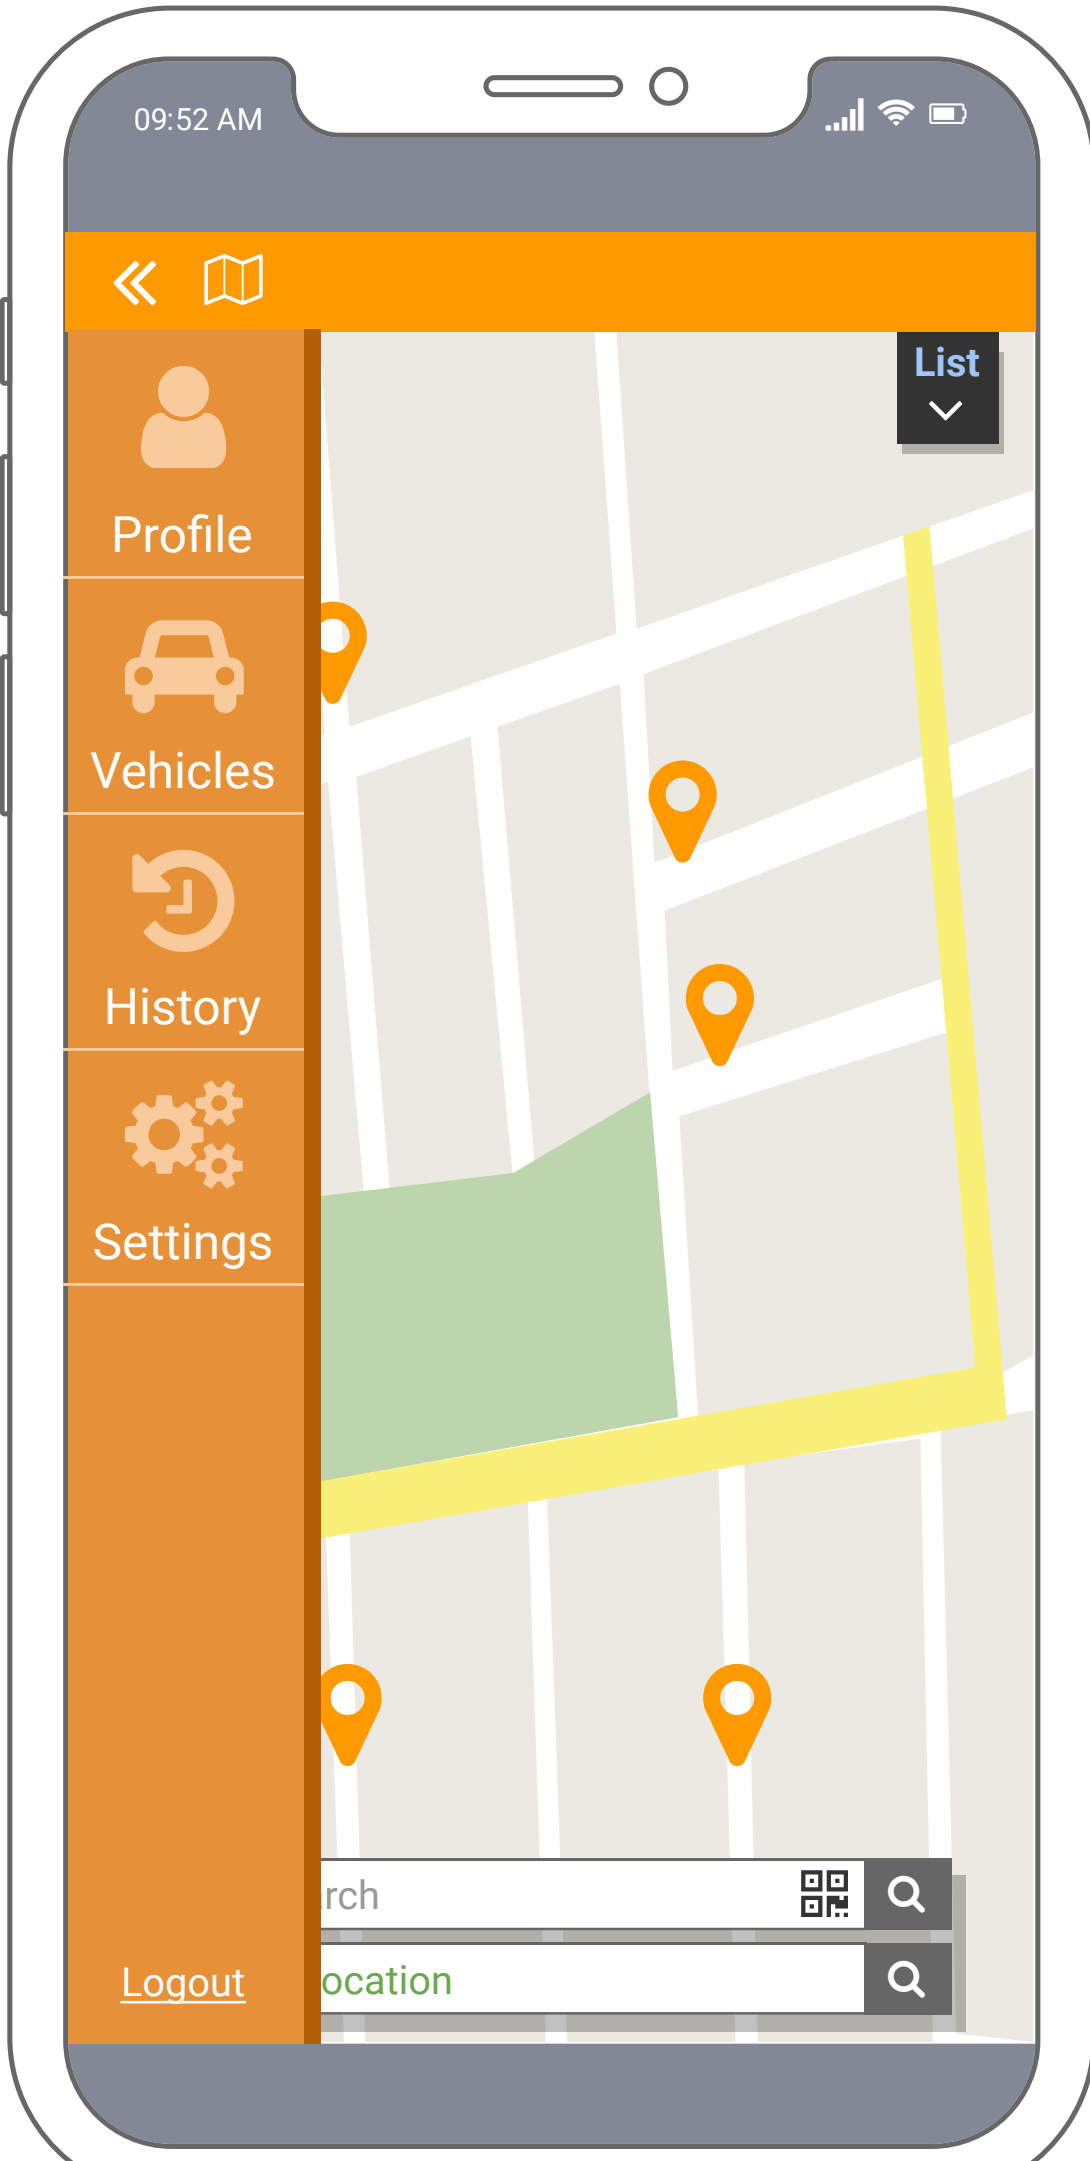 09:52 AM
List
Profile
Vehicles
History
Settings
rch
ocation
Logout